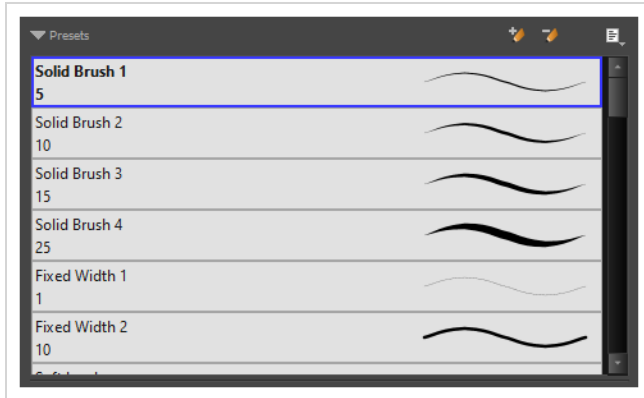 Presets
Solid Brush 1
5
Solid Brush 2
10
Solid Brush 3
15
Solid Brush 4
25
Fixed Width 1
1
Fixed Width 2
10